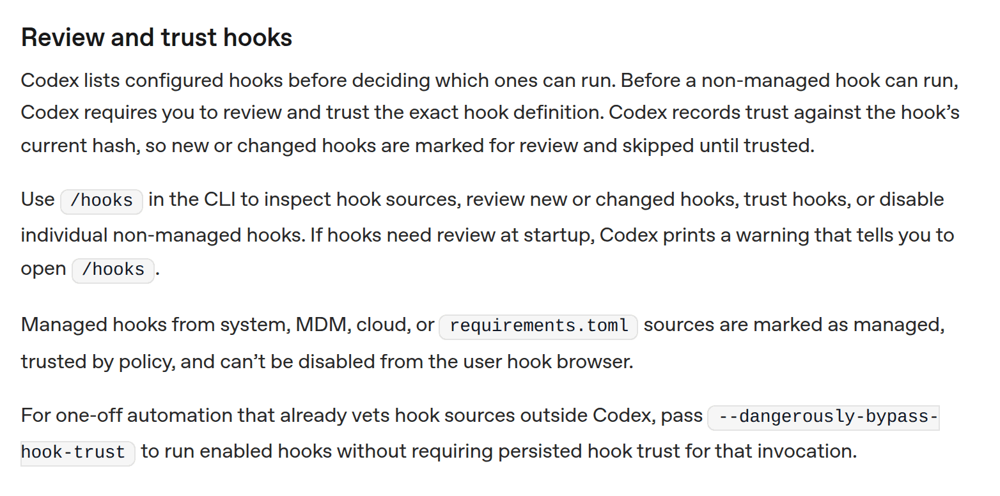 Review and trust hooks
Codex lists configured hooks before deciding which ones can run. Before a non-managed hook can run,
Codex requires you to review and trust the exact hook definition. Codex records trust against the hook’s
current hash, so new or changed hooks are marked for review and skipped until trusted.
Use /hooks in the CLI to inspect hook sources, review new or changed hooks, trust hooks, or disable
individual non-managed hooks. If hooks need review at startup, Codex prints a warning that tells you to
open /hooks.
Managed hooks from system, MDM, cloud, or requirements.toml sources are marked as managed,
trusted by policy, and can’t be disabled from the user hook browser.
For one-off automation that already vets hook sources outside Codex, pass --dangerously-bypass-
hook-trust to run enabled hooks without requiring persisted hook trust for that invocation.